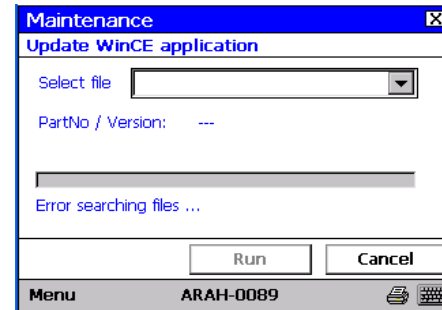 Maintenance X
Update WinCE application
Select file
PartNo / Version: ---
Error searching files ...
Run Cancel
Menu ARAH-0089